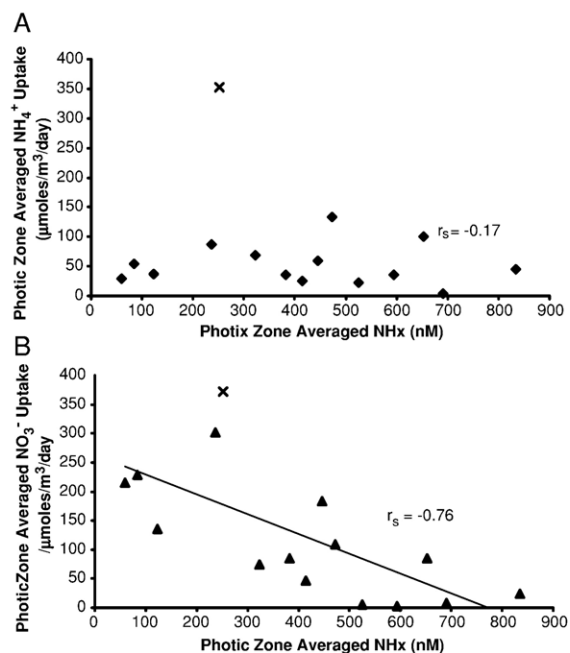 A
Photic Zone Averaged NH4+ Uptake
(µmoles/m3/day)
400
350
300
250
200
150
100
50
0
rs= -0.17
0 100 200 300 400 500 600 700 800 900
Photix Zone Averaged NHx (nM)
B
PhoticZone Averaged NO3- Uptake
/µmoles/m3/day
400
350
300
250
200
150
100
50
0
rs = -0.76
0 100 200 300 400 500 600 700 800 900
Photic Zone Averaged NHx (nM)